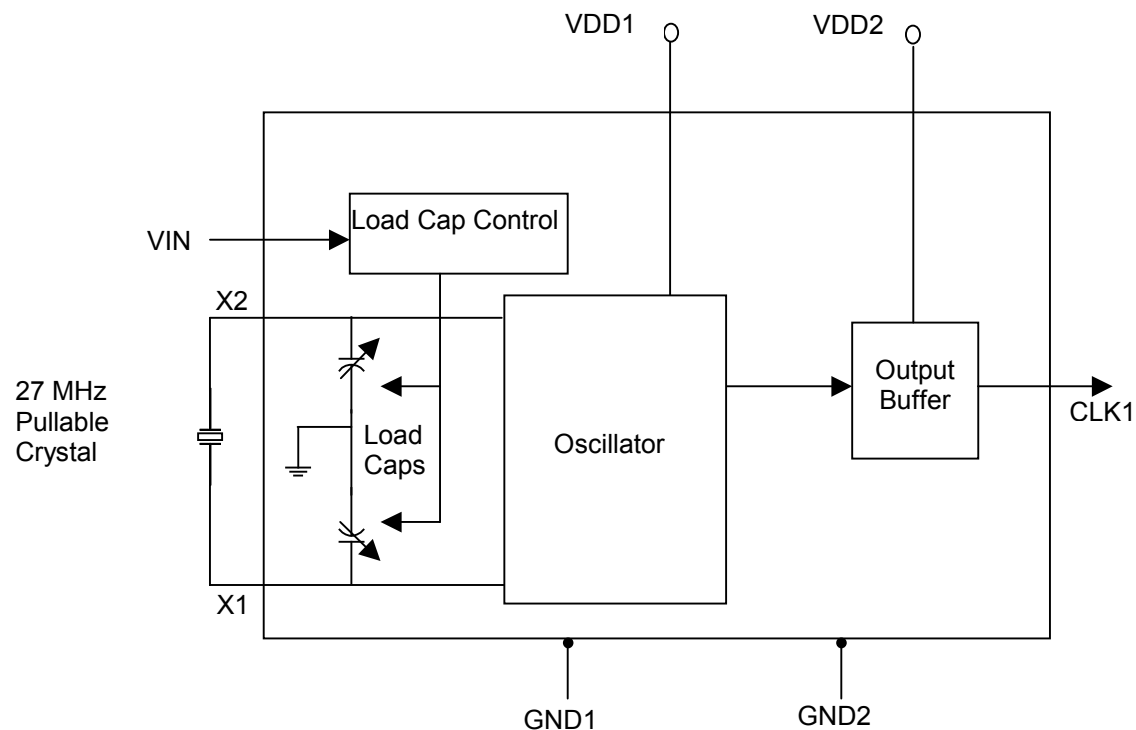 VDD1
VDD2
Load Cap Control
VIN
X2
27 MHz
Pullable
Crystal
Load
Caps
Oscillator
Output
Buffer
CLK1
X1
GND1
GND2